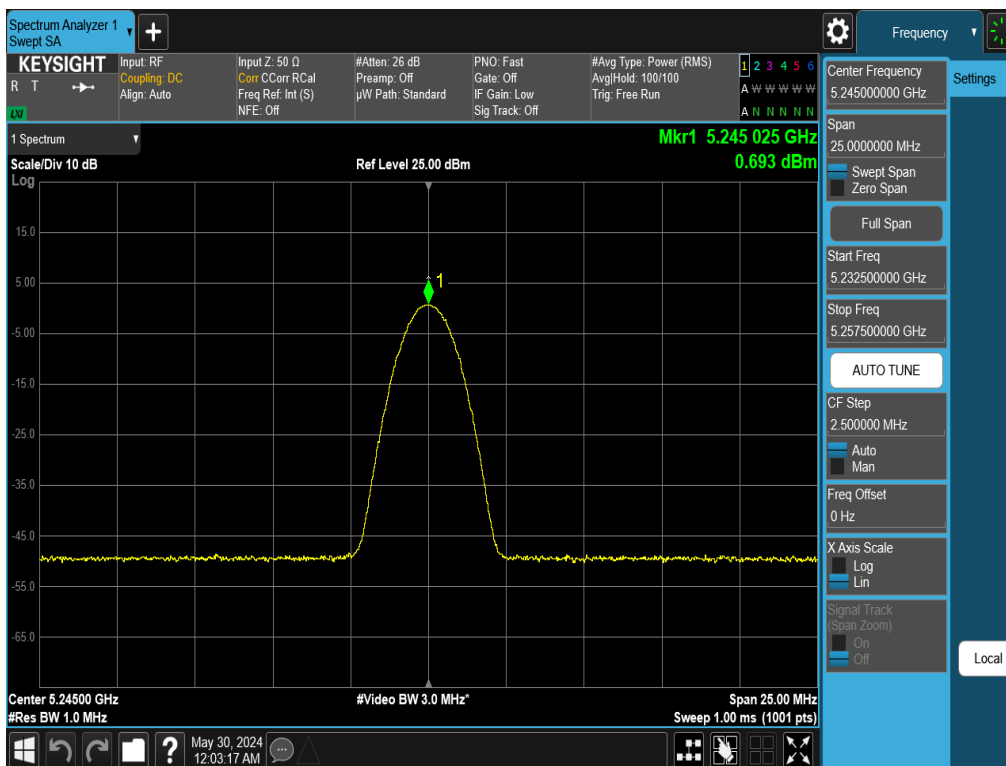 Spectrum Analyzer 1
Swept SA
Frequency
KEYSIGHT
R T
LXI
Input: RF
Coupling: DC
Align: Auto
Input Z: 50 Ω
Corr CCorr RCal
Freq Ref: Int (S)
NFE: Off
#Atten: 26 dB
Preamp: Off
µW Path: Standard
PNO: Fast
Gate: Off
IF Gain: Low
Sig Track: Off
#Avg Type: Power (RMS)
Avg|Hold: 100/100
Trig: Free Run
1 2 3 4 5 6
A W W W W W
A N N N N N
1 Spectrum
Mkr1 5.245 025 GHz
Scale/Div 10 dB
Ref Level 25.00 dBm
0.693 dBm
Log
15.0
5.00
-5.00
-15.0
-25.0
-35.0
-45.0
-55.0
-65.0
1
Center 5.24500 GHz
#Video BW 3.0 MHz*
Span 25.00 MHz
#Res BW 1.0 MHz
Sweep 1.00 ms (1001 pts)
Center Frequency
5.245000000 GHz
Settings
Span
25.0000000 MHz
Swept Span
Zero Span
Full Span
Start Freq
5.232500000 GHz
Stop Freq
5.257500000 GHz
AUTO TUNE
CF Step
2.500000 MHz
Auto
Man
Freq Offset
0 Hz
X Axis Scale
Log
Lin
Signal Track
(Span Zoom)
On
Off
Local
?
May 30, 2024
12:03:17 AM